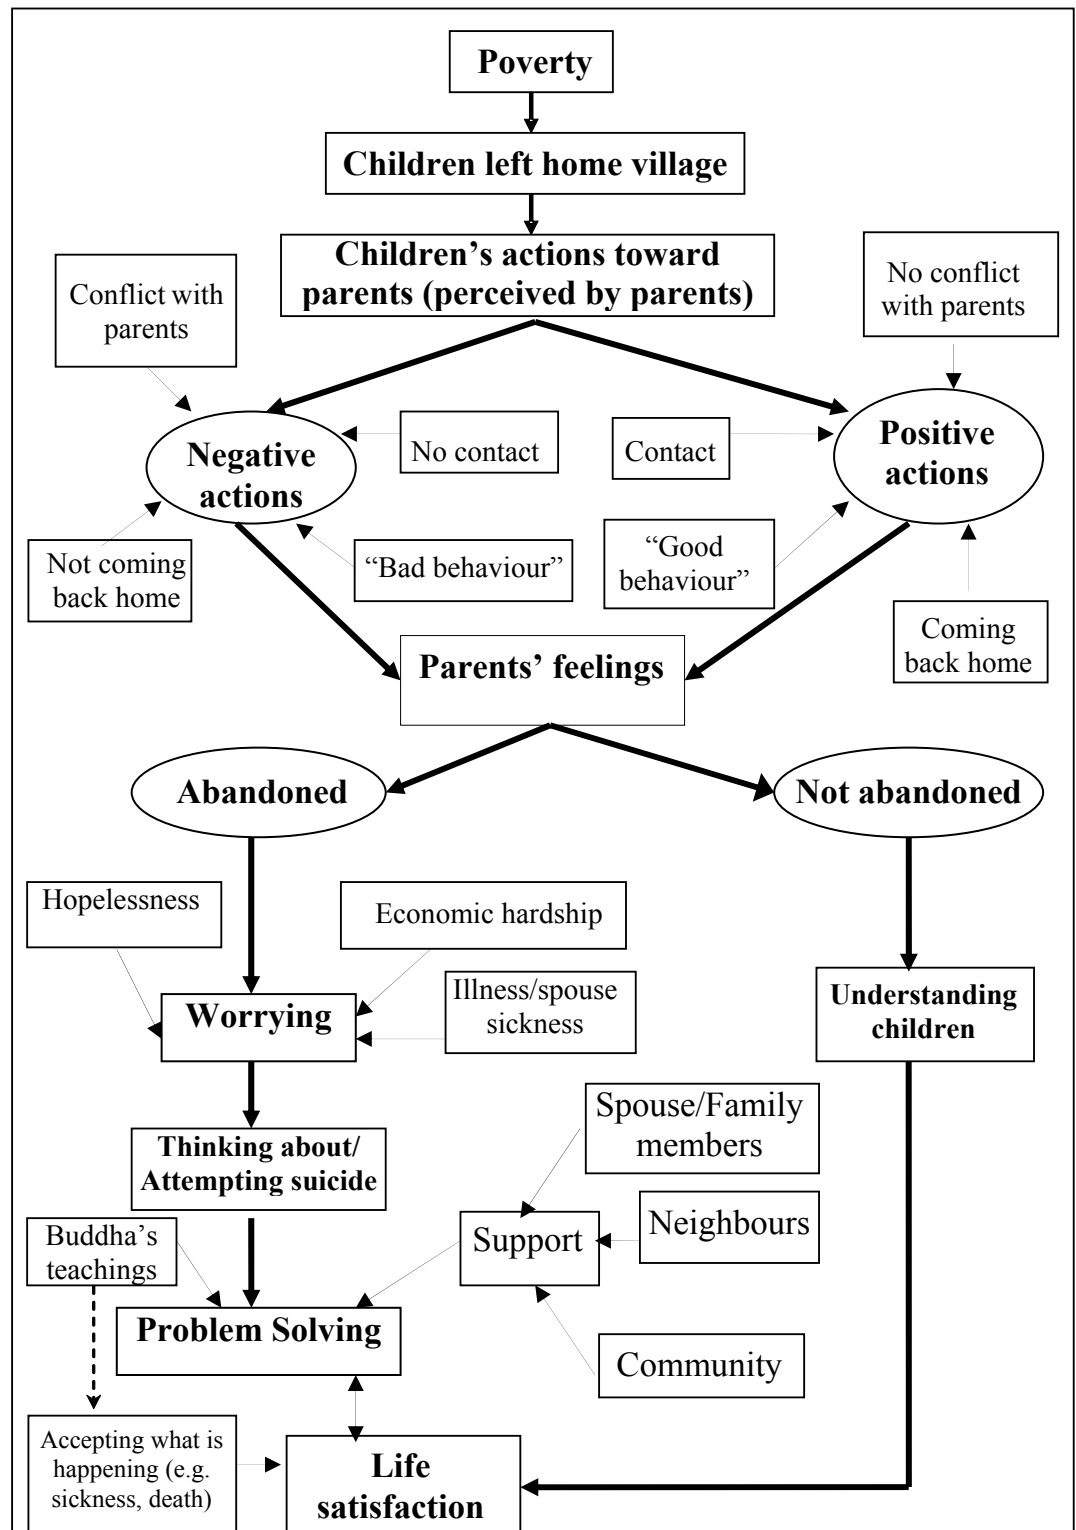 Poverty
Children left home village
Children’s actions toward
parents (perceived by parents)
Conflict with
parents
No conflict
with parents
Negative
actions
No contact
Contact
Positive
actions
Not coming
back home
“Bad behaviour”
“Good
behaviour”
Coming
back home
Parents’ feelings
Abandoned
Not abandoned
Hopelessness
Economic hardship
Worrying
Illness/spouse
sickness
Understanding
children
Thinking about/
Attempting suicide
Spouse/Family
members
Buddha’s
teachings
Support
Neighbours
Problem Solving
Community
Accepting what is
happening (e.g.
sickness, death)
Life
satisfaction